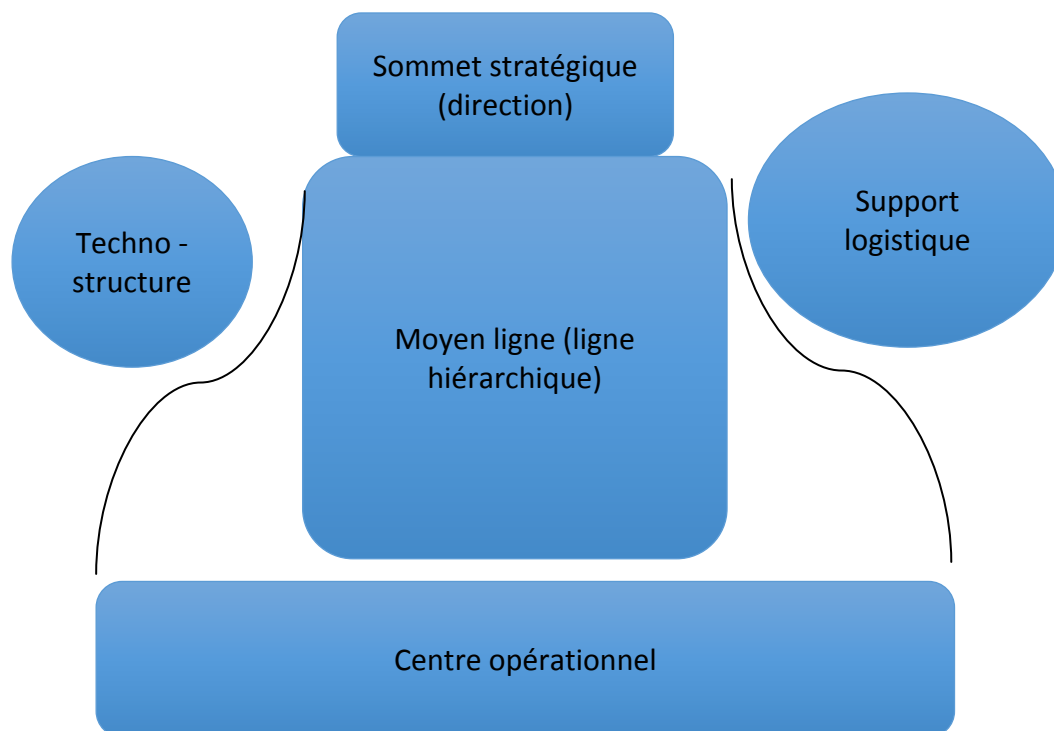 Sommet stratégique
(direction)
Support
logistique
Techno -
structure
Moyen ligne (ligne
hiérarchique)
Centre opérationnel